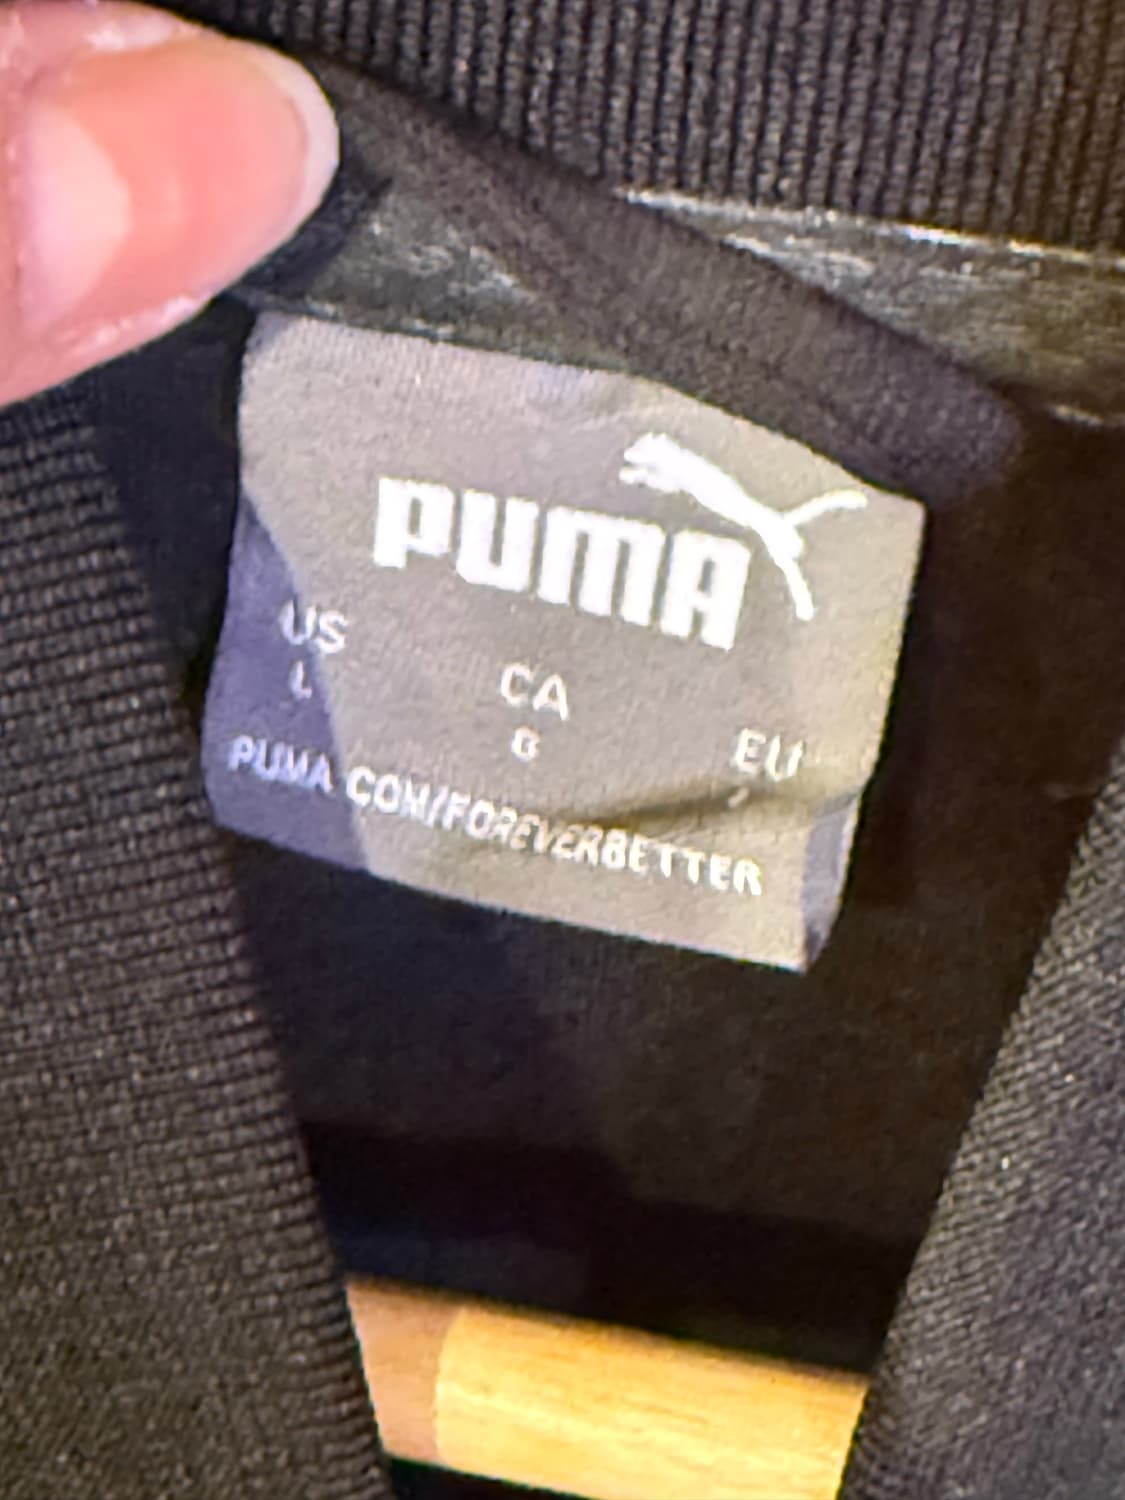 PUMA
US CA EU
L G
PUMA.COM/FOREVERBETTER